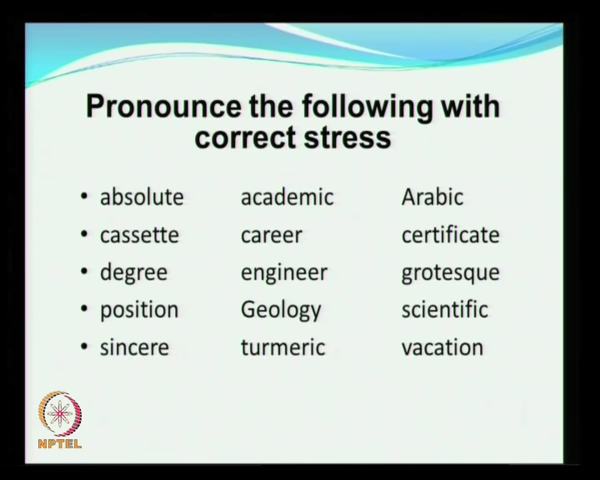 Pronounce the following with
correct stress
• absolute academic Arabic
• cassette career certificate
• degree engineer grotesque
• position Geology scientific
• sincere turmeric vacation
NPTEL